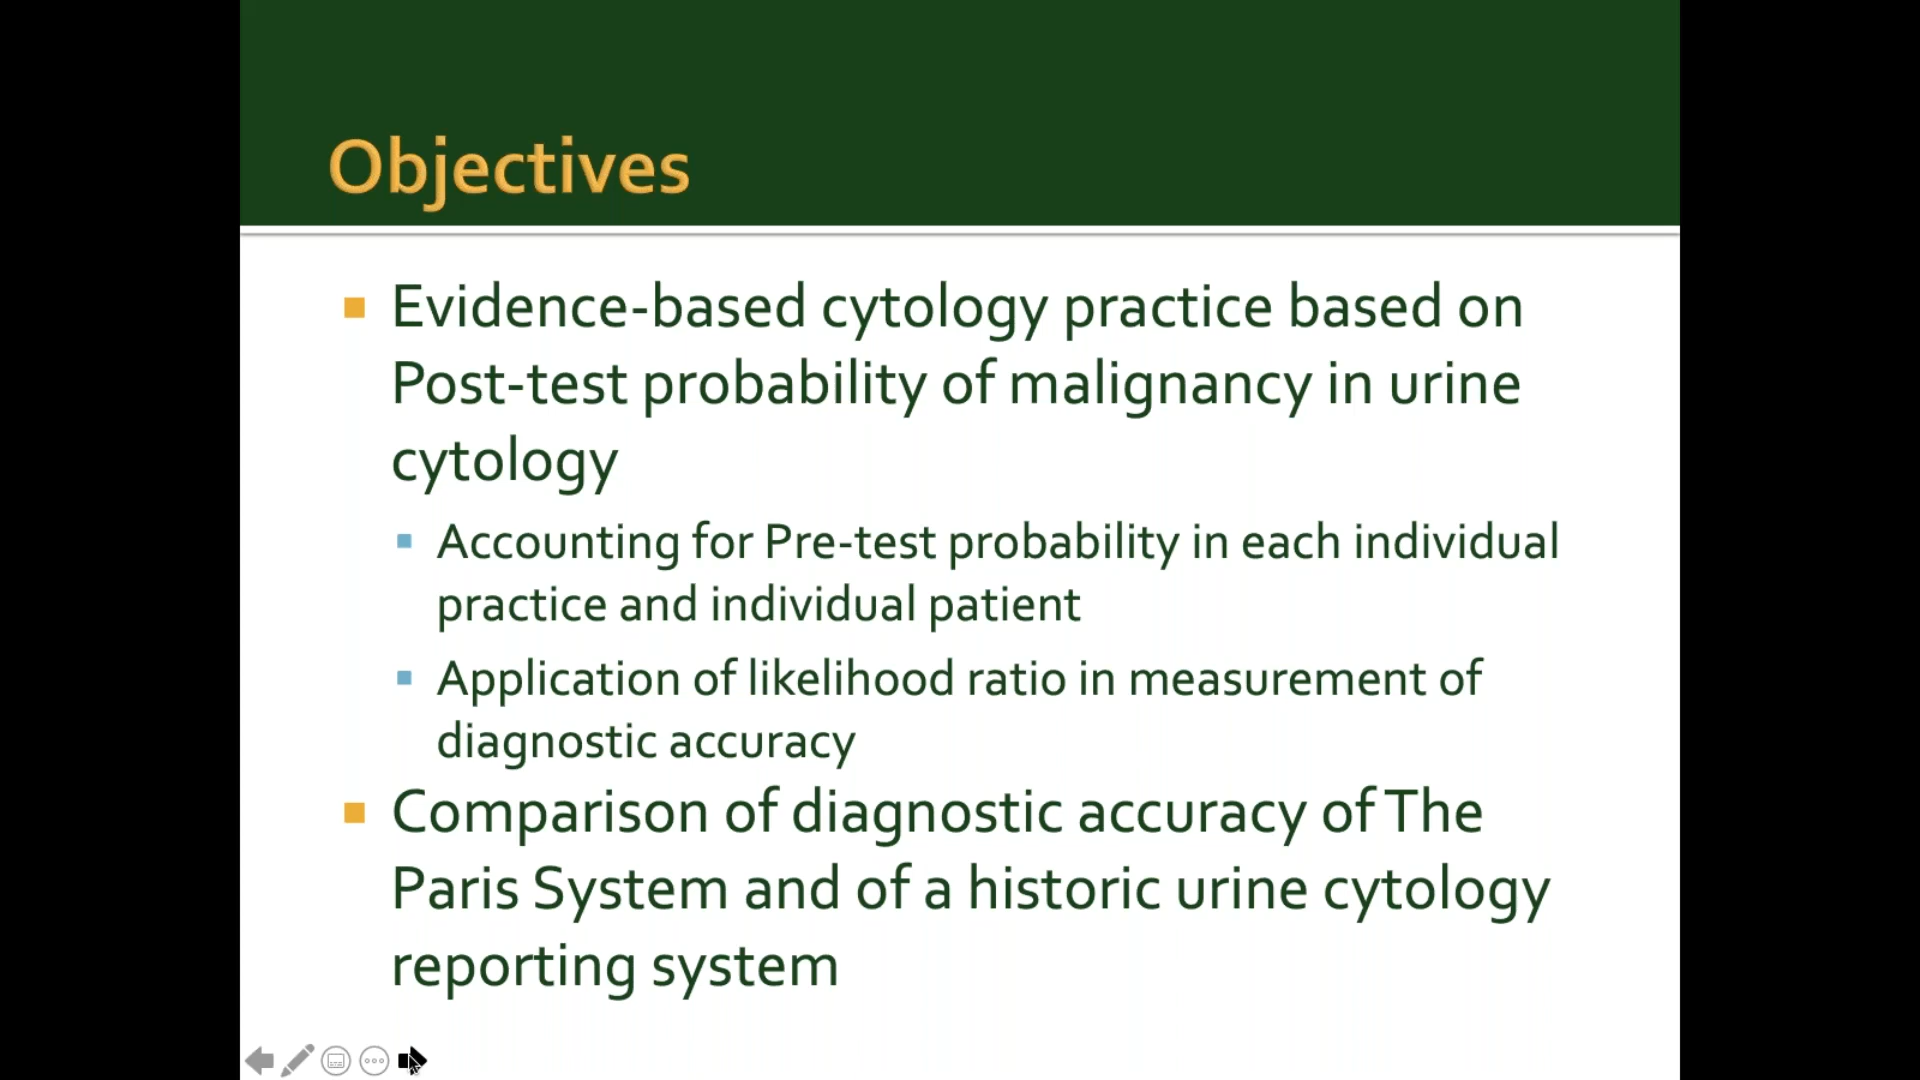 Objectives
Evidence-based cytology practice based on
Post-test probability of malignancy in urine
cytology
Accounting for Pre-test probability in each individual
practice and individual patient
Application of likelihood ratio in measurement of
diagnostic accuracy
Comparison of diagnostic accuracy of The
Paris System and of a historic urine cytology
reporting system